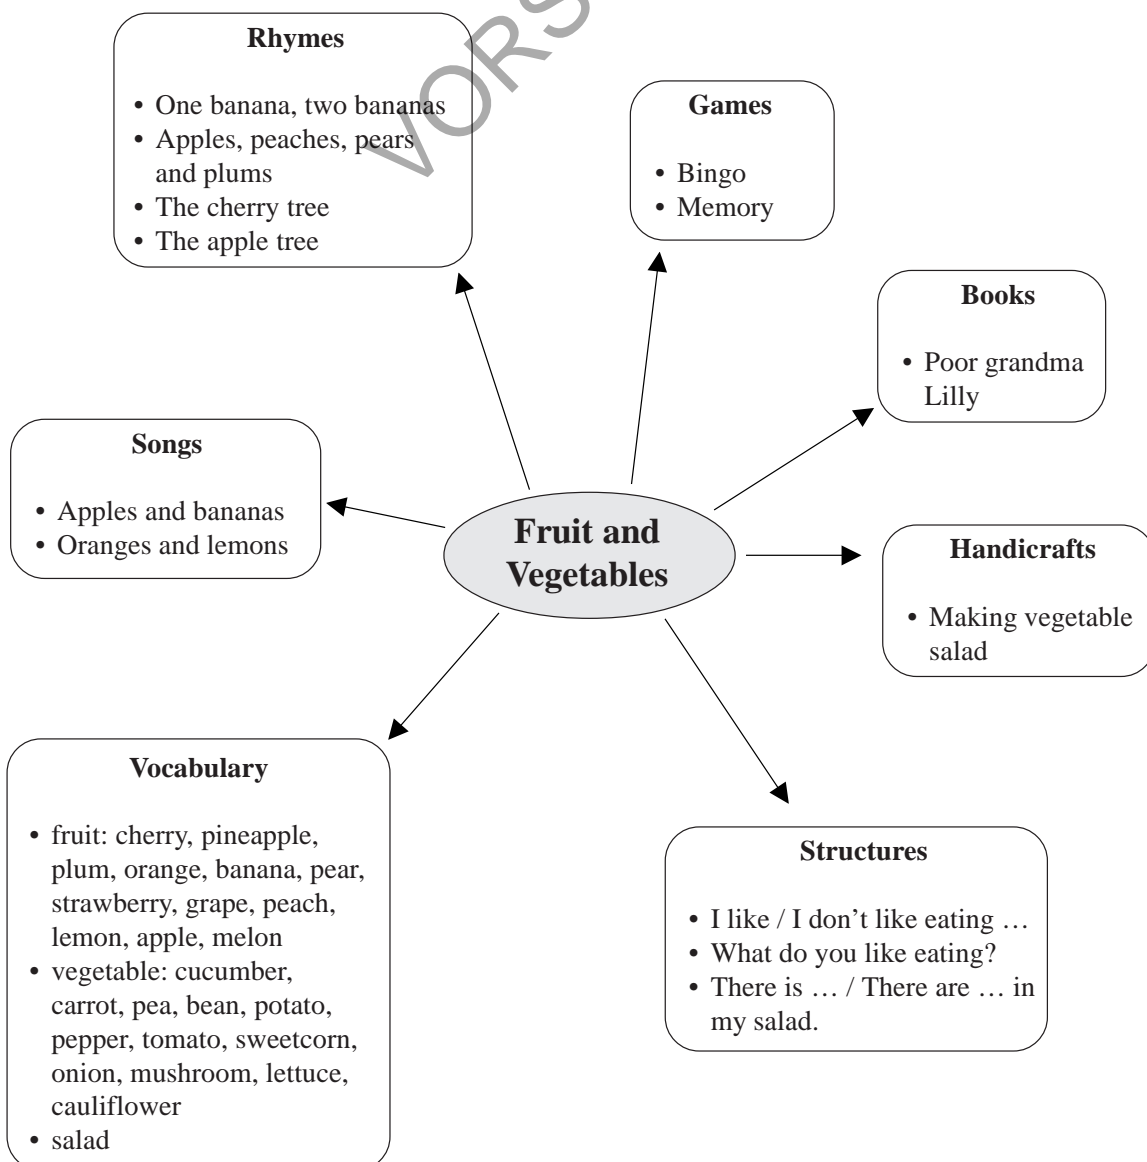 Rhymes
• One banana, two bananas
• Apples, peaches, pears
and plums
• The cherry tree
• The apple tree
VORS
Games
• Bingo
• Memory
Books
• Poor grandma
Lilly
Songs
• Apples and bananas
• Oranges and lemons
Fruit and
Vegetables
Handicrafts
• Making vegetable
salad
Vocabulary
• fruit: cherry, pineapple,
plum, orange, banana, pear,
strawberry, grape, peach,
lemon, apple, melon
• vegetable: cucumber,
carrot, pea, bean, potato,
pepper, tomato, sweetcorn,
onion, mushroom, lettuce,
cauliflower
• salad
Structures
• I like / I don’t like eating …
• What do you like eating?
• There is … / There are … in
my salad.